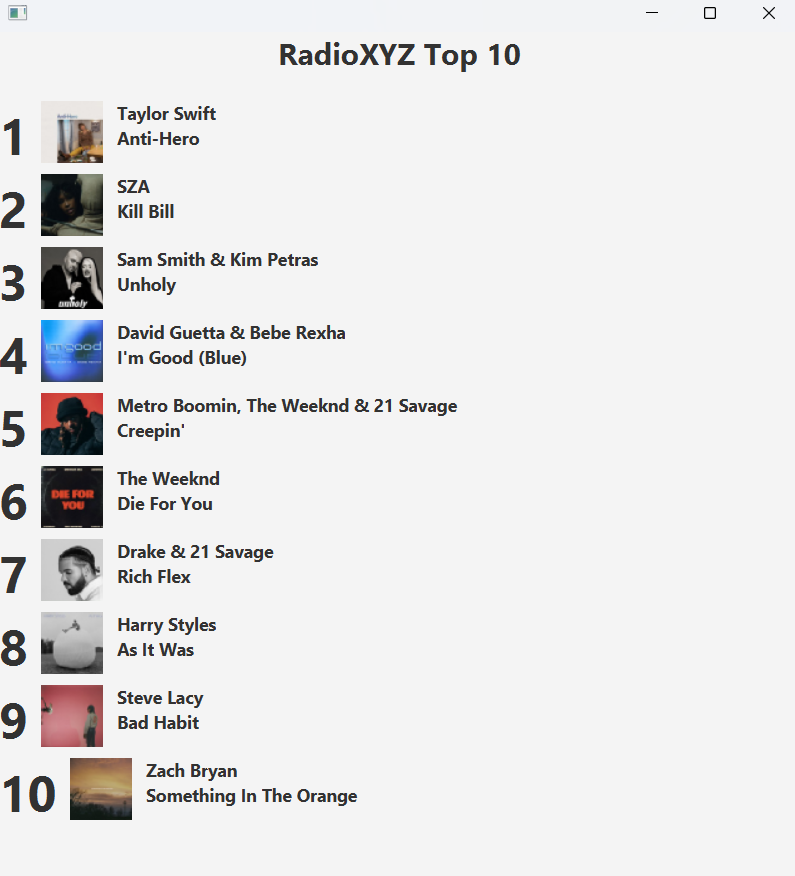 RadioXYZ Top 10
1
Taylor Swift
Anti-Hero
2
SZA
Kill Bill
3
unholy
Sam Smith & Kim Petras
Unholy
4
i'm good
David Guetta & Bebe Rexha
I'm Good (Blue)
5
Metro Boomin, The Weeknd & 21 Savage
Creepin'
6
DIE FOR
YOU
The Weeknd
Die For You
7
Drake & 21 Savage
Rich Flex
8
Harry Styles
As It Was
9
Steve Lacy
Bad Habit
10
Zach Bryan
Something In The Orange